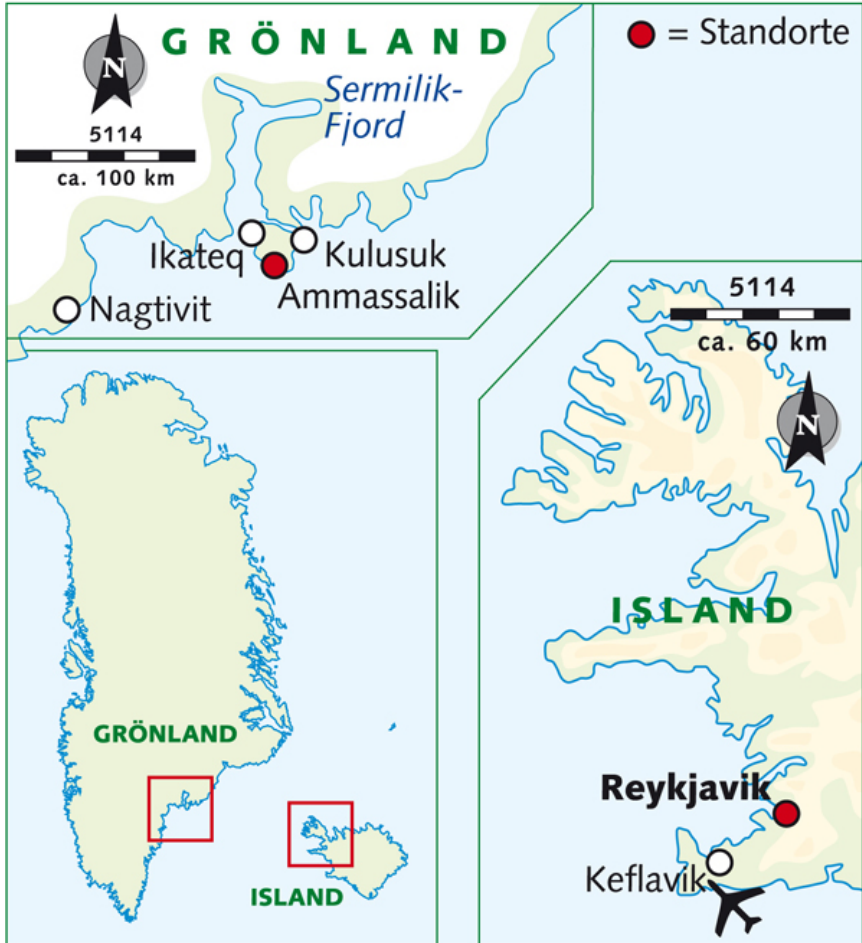 GRÖNLAND
= Standorte
N
Sermilik-
Fjord
5114
ca. 100 km
Ikateq
Kulusuk
Ammassalik
Nagtivit
5114
ca. 60 km
N
ISLAND
GRÖNLAND
ISLAND
Reykjavik
Keflavik